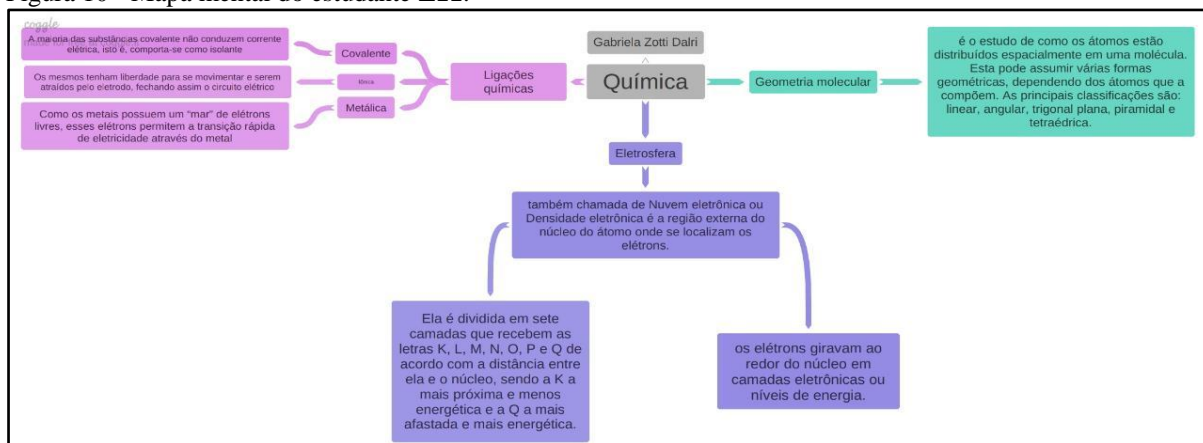 coggle
A maioria das substâncias covalente não conduzem corrente
elétrica, isto é, comporta-se como isolante
Covalente
Os mesmos tenham liberdade para se movimentar e serem
atraídos pelo eletrodo, fechando assim o circuito elétrico
Como os metais possuem um "mar" de elétrons
livres, esses elétrons permitem a transição rápida
de eletricidade através do metal
Metálica
Ligações
químicas
Gabriela Zotti Dalri
Química
Geometria molecular
é o estudo de como os átomos estão
distribuídos espacialmente em uma molécula.
Esta pode assumir várias formas
geométricas, dependendo dos átomos que a
compõem. As principais classificações são:
linear, angular, trigonal plana, piramidal e
tetraédrica.
Eletrosfera
também chamada de Nuvem eletrônica ou
Densidade eletrônica é a região externa do
núcleo do átomo onde se localizam os
elétrons.
Ela é dividida em sete
camadas que recebem as
letras K, L, M, N, O, P e Q de
acordo com a distância entre
ela e o núcleo, sendo a K a
mais próxima e menos
energética e a Q a mais
afastada e mais energética.
os elétrons giravam ao
redor do núcleo em
camadas eletrônicas ou
níveis de energia.